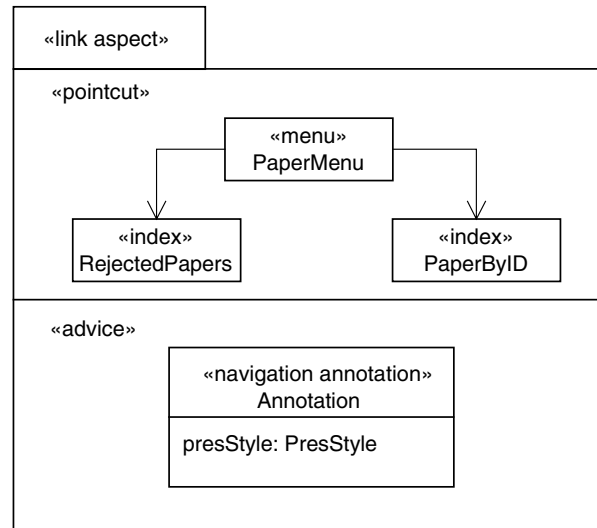 «link aspect»
«pointcut»
«menu»
PaperMenu
«index»
RejectedPapers
«index»
PaperByID
«advice»
«navigation annotation»
Annotation
presStyle: PresStyle